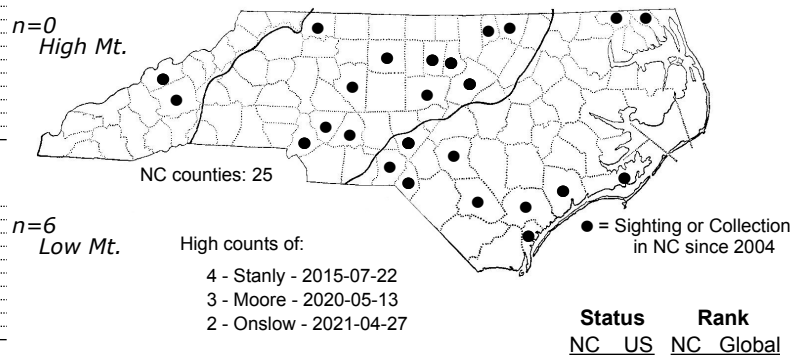 n=0
High Mt.
NC counties: 25
n=6
Low Mt.
High counts of:
4 - Stanly - 2015-07-22
3 - Moore - 2020-05-13
2 - Onslow - 2021-04-27
● = Sighting or Collection
in NC since 2004
Status Rank
NC US NC Global